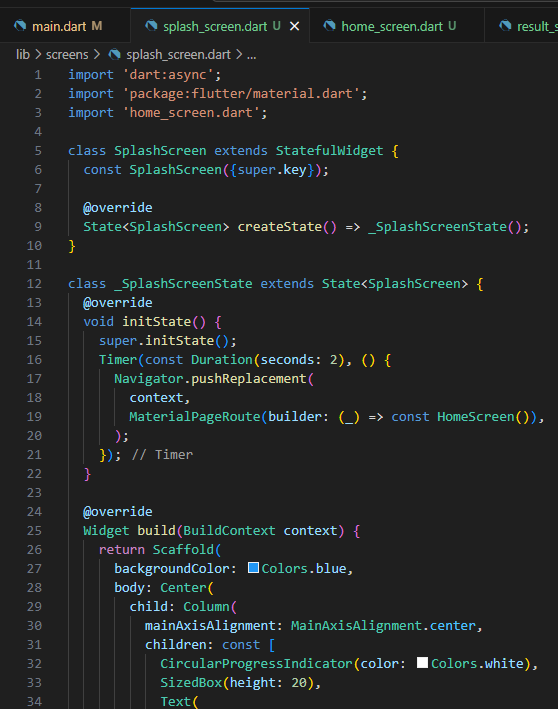 main.dart M
splash_screen.dart U ×
home_screen.dart U
result_s
lib > screens > splash_screen.dart > ...
1 import 'dart:async';
2 import 'package:flutter/material.dart';
3 import 'home_screen.dart';
4
5 class SplashScreen extends StatefulWidget {
6   const SplashScreen({super.key});
7
8   @override
9   State<SplashScreen> createState() => _SplashScreenState();
10 }
11
12 class _SplashScreenState extends State<SplashScreen> {
13   @override
14   void initState() {
15     super.initState();
16     Timer(const Duration(seconds: 2), () {
17       Navigator.pushReplacement(
18         context,
19         MaterialPageRoute(builder: (_) => const HomeScreen()),
20       );
21     }); // Timer
22   }
23
24   @override
25   Widget build(BuildContext context) {
26     return Scaffold(
27       backgroundColor: Colors.blue,
28       body: Center(
29         child: Column(
30           mainAxisAlignment: MainAxisAlignment.center,
31           children: const [
32             CircularProgressIndicator(color: Colors.white),
33             SizedBox(height: 20),
34             Text(